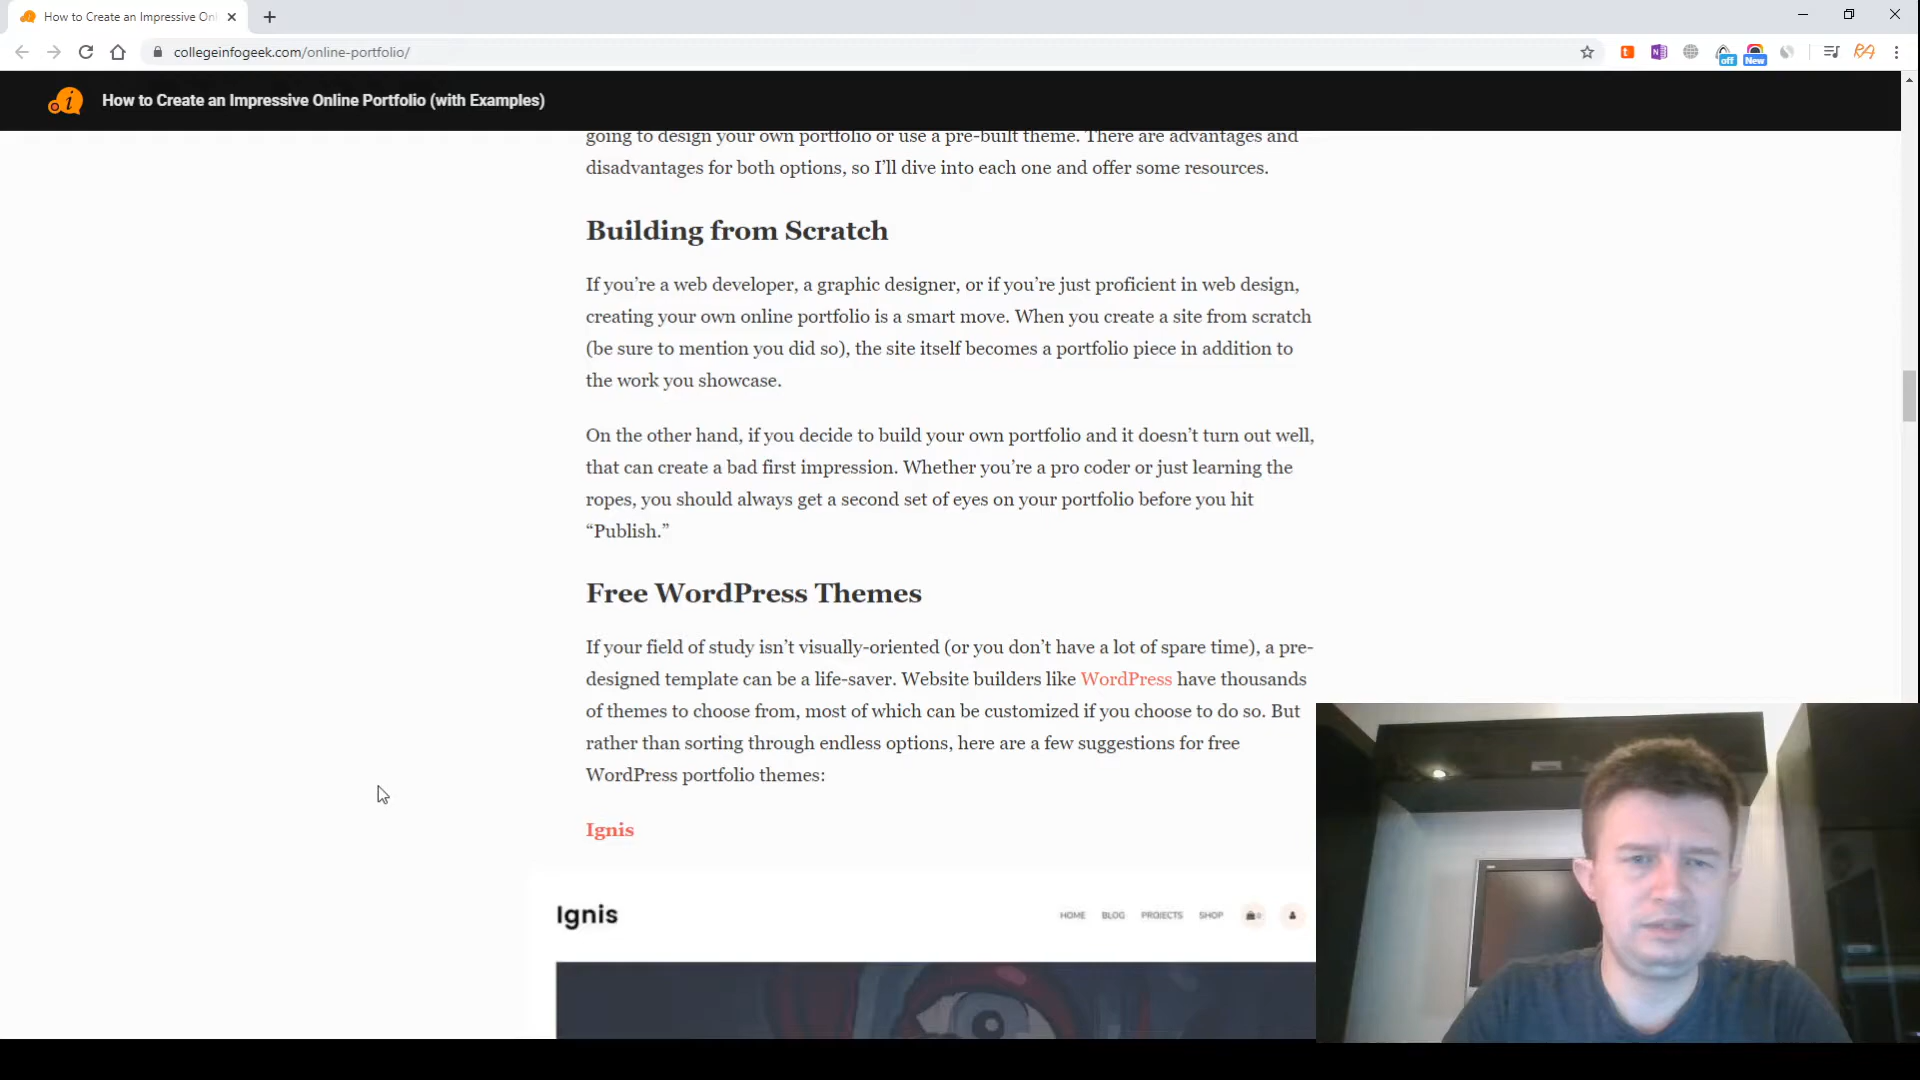 How to Create an Impressive Onl
collegeinfogeek.com/online-portfolio/
off
New
How to Create an Impressive Online Portfolio (with Examples)
going to design your own portfolio or use a pre-built theme. There are advantages and
disadvantages for both options, so I’ll dive into each one and offer some resources.
Building from Scratch
If you’re a web developer, a graphic designer, or if you’re just proficient in web design,
creating your own online portfolio is a smart move. When you create a site from scratch
(be sure to mention you did so), the site itself becomes a portfolio piece in addition to
the work you showcase.
On the other hand, if you decide to build your own portfolio and it doesn’t turn out well,
that can create a bad first impression. Whether you’re a pro coder or just learning the
ropes, you should always get a second set of eyes on your portfolio before you hit
“Publish.”
Free WordPress Themes
If your field of study isn’t visually-oriented (or you don’t have a lot of spare time), a pre-
designed template can be a life-saver. Website builders like WordPress have thousands
of themes to choose from, most of which can be customized if you choose to do so. But
rather than sorting through endless options, here are a few suggestions for free
WordPress portfolio themes:
Ignis
Ignis HOME BLOG PROJECTS SHOP